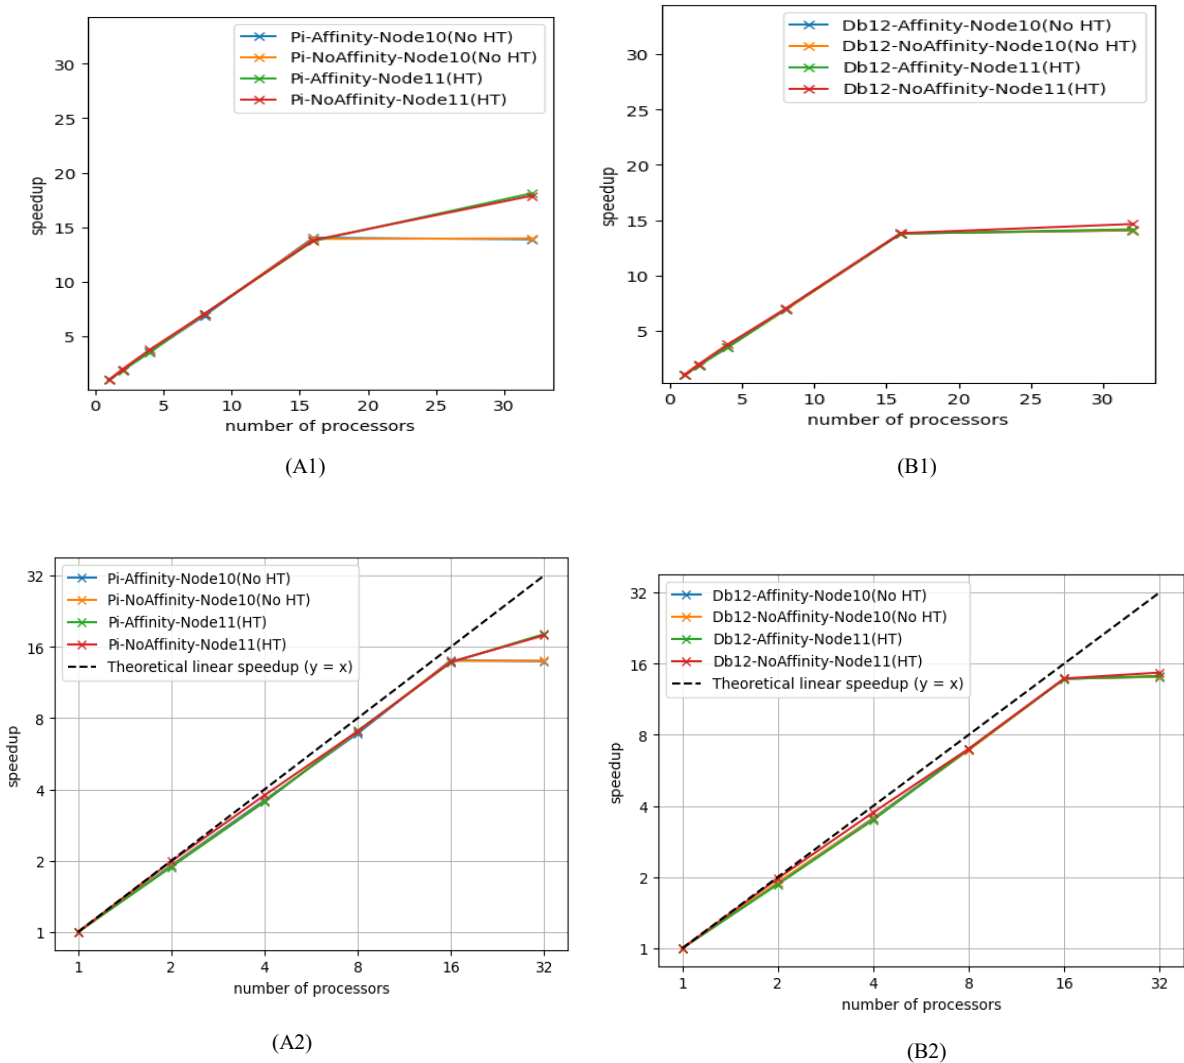 Pi-Affinity-Node10(No HT)
Pi-NoAffinity-Node10(No HT)
Pi-Affinity-Node11(HT)
Pi-NoAffinity-Node11(HT)
30
25
20
15
10
5
speedup
0 5 10 15 20 25 30
number of processors
(A1)
Db12-Affinity-Node10(No HT)
Db12-NoAffinity-Node10(No HT)
Db12-Affinity-Node11(HT)
Db12-NoAffinity-Node11(HT)
30
25
20
15
10
5
speedup
0 5 10 15 20 25 30
number of processors
(B1)
Pi-Affinity-Node10(No HT)
Pi-NoAffinity-Node10(No HT)
Pi-Affinity-Node11(HT)
Pi-NoAffinity-Node11(HT)
Theoretical linear speedup (y = x)
32
16
8
4
2
1
speedup
1 2 4 8 16 32
number of processors
(A2)
Db12-Affinity-Node10(No HT)
Db12-NoAffinity-Node10(No HT)
Db12-Affinity-Node11(HT)
Db12-NoAffinity-Node11(HT)
Theoretical linear speedup (y = x)
32
16
8
4
2
1
speedup
1 2 4 8 16 32
number of processors
(B2)